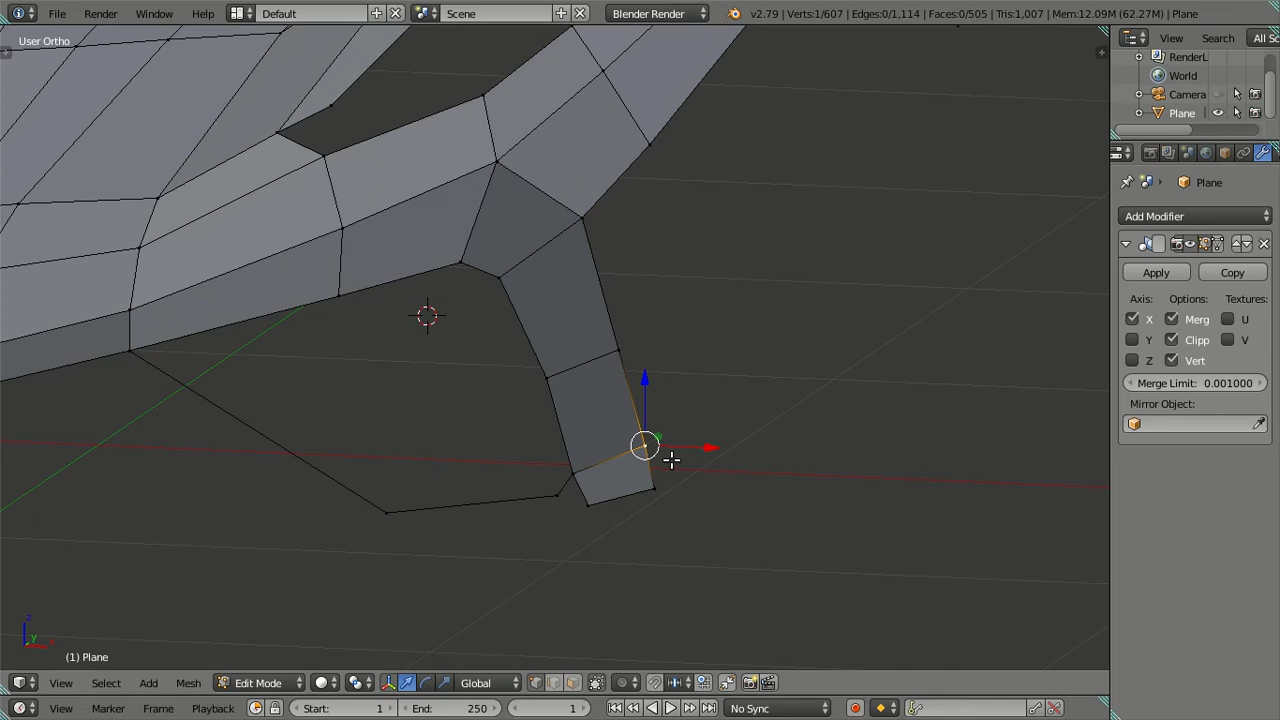 File Render Window Help Default Scene Blender Render v2.79 | Verts:1/607 | Edges:0/1,114 | Faces:0/505 | Tris:1,007 | Mem:12.09M (62.27M) | Plane
User Ortho
View Search All Sc
RenderL
World
Camera
Plane
Plane
Add Modifier
Apply Copy
Axis: Options: Textures:
X Merg U
Y Clipp V
Z Vert
Merge Limit: 0.001000
Mirror Object:
z
y
x
(1) Plane
View Select Add Mesh Edit Mode Global
View Marker Frame Playback Start: 1 End: 250 1 No Sync